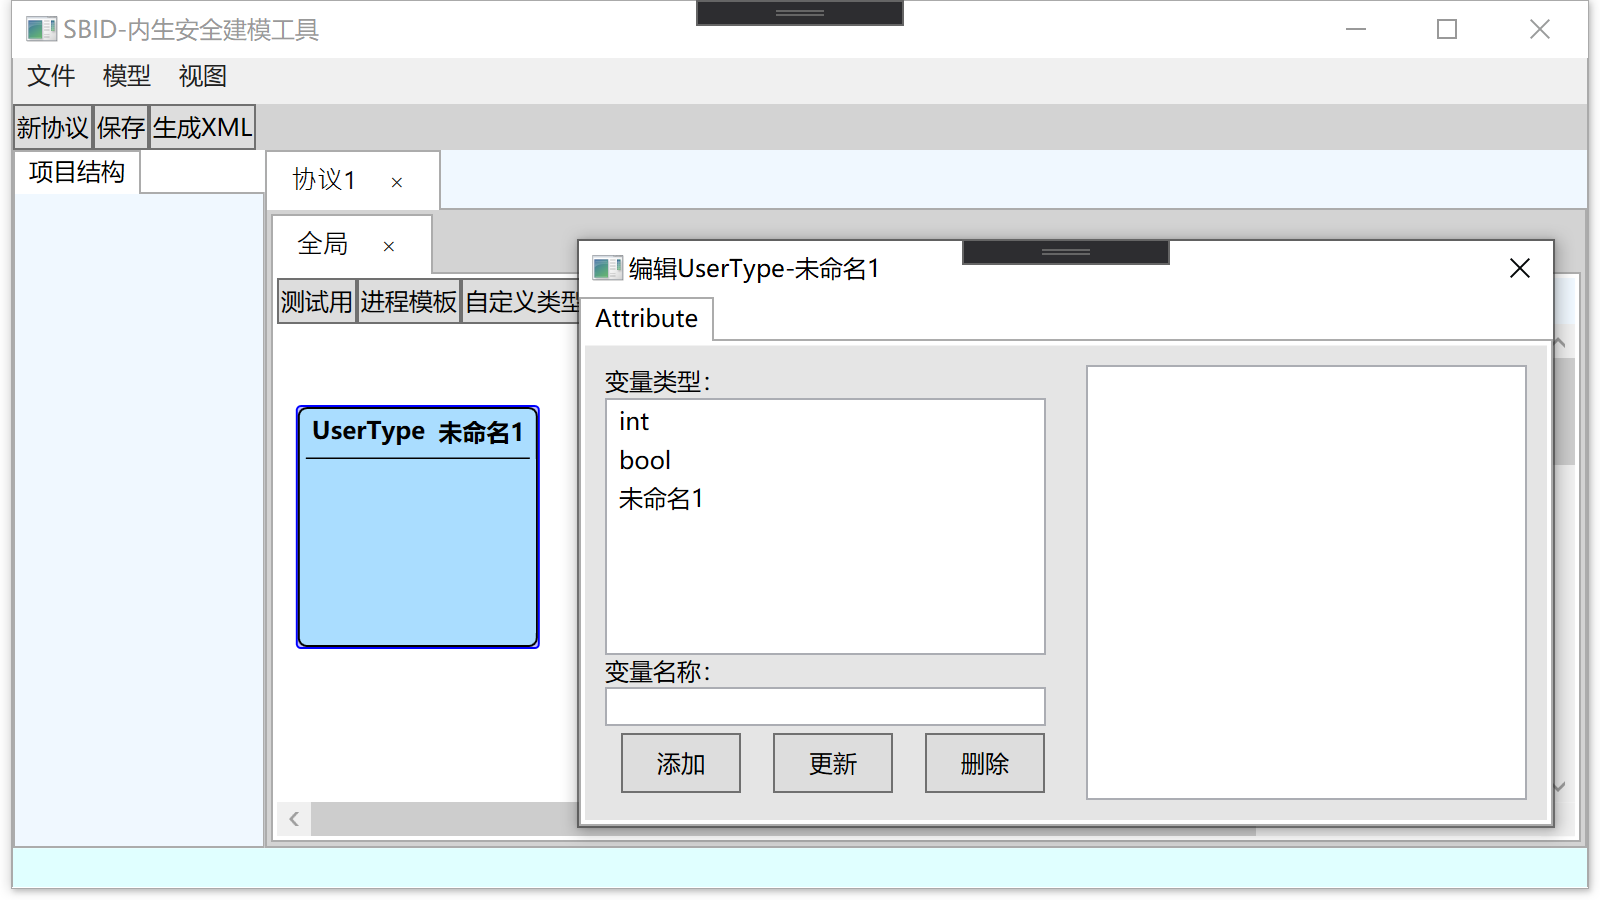 SBID-内生安全建模工具
文件 模型 视图
新协议 保存 生成XML
项目结构
协议1 ×
全局 ×
测试用 进程模板 自定义类型
UserType 未命名1
编辑UserType-未命名1
Attribute
变量类型：
int
bool
未命名1
变量名称：
添加 更新 删除